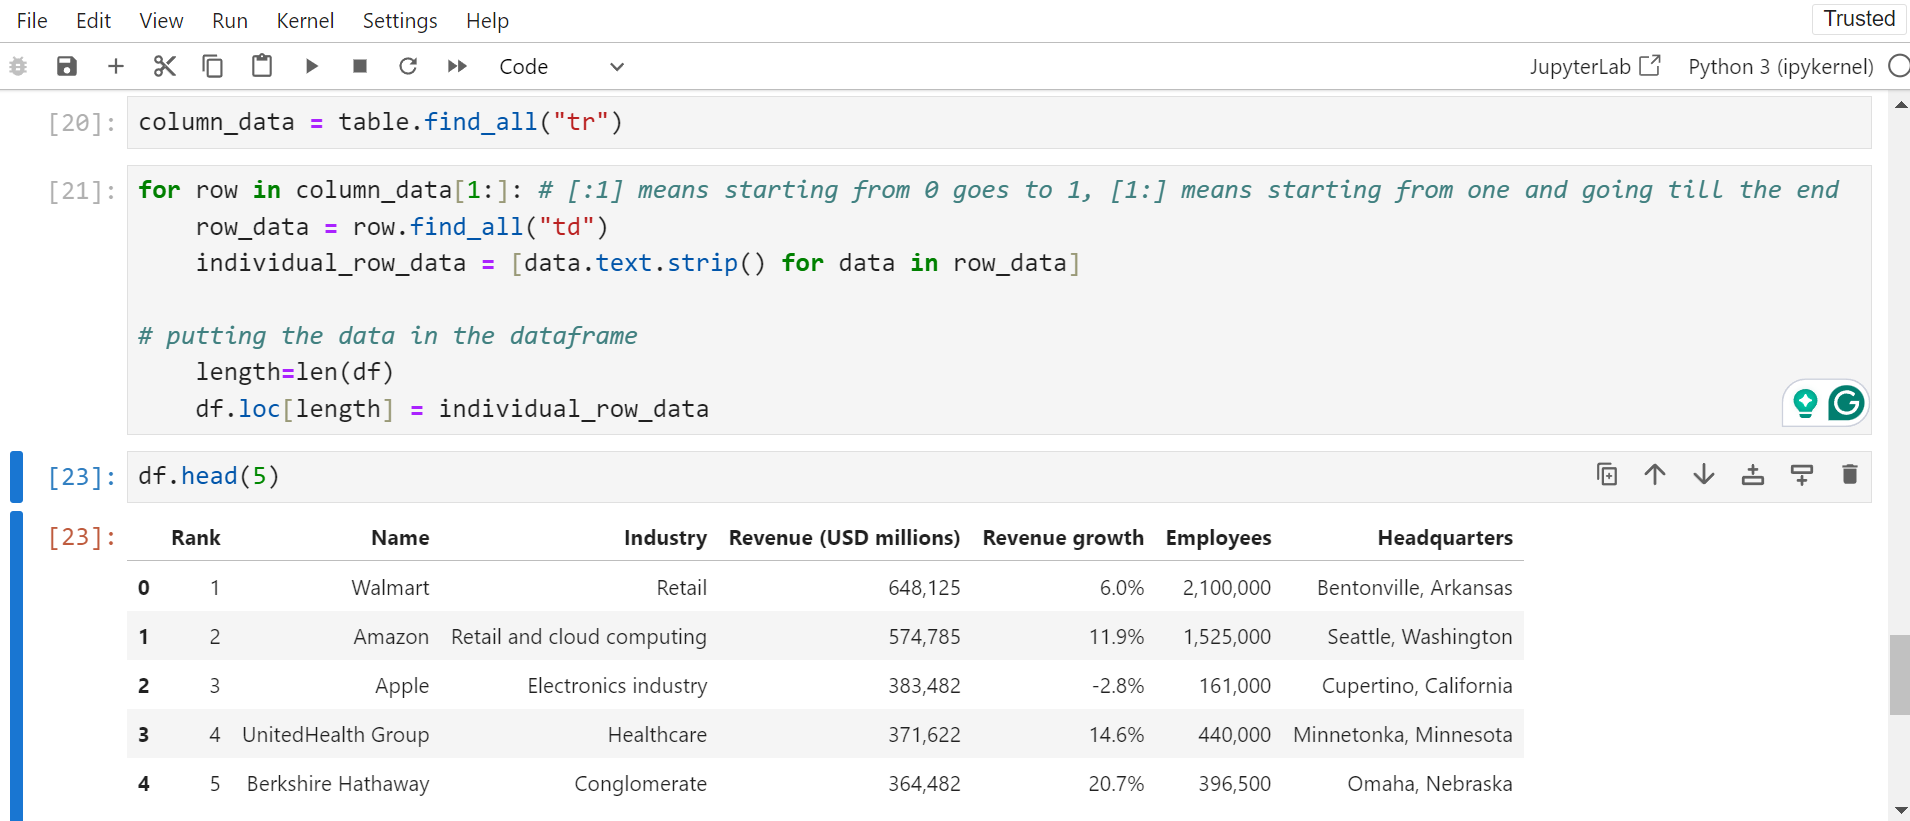 File Edit View Run Kernel Settings Help
Trusted
Code
JupyterLab Python 3 (ipykernel)
[20]: column_data = table.find_all("tr")
[21]: for row in column_data[1:]: # [:1] means starting from 0 goes to 1, [1:] means starting from one and going till the end
row_data = row.find_all("td")
individual_row_data = [data.text.strip() for data in row_data]
# putting the data in the dataframe
length=len(df)
df.loc[length] = individual_row_data
[23]: df.head(5)
[23]: Rank Name Industry Revenue (USD millions) Revenue growth Employees Headquarters
0 1 Walmart Retail 648,125 6.0% 2,100,000 Bentonville, Arkansas
1 2 Amazon Retail and cloud computing 574,785 11.9% 1,525,000 Seattle, Washington
2 3 Apple Electronics industry 383,482 -2.8% 161,000 Cupertino, California
3 4 UnitedHealth Group Healthcare 371,622 14.6% 440,000 Minnetonka, Minnesota
4 5 Berkshire Hathaway Conglomerate 364,482 20.7% 396,500 Omaha, Nebraska